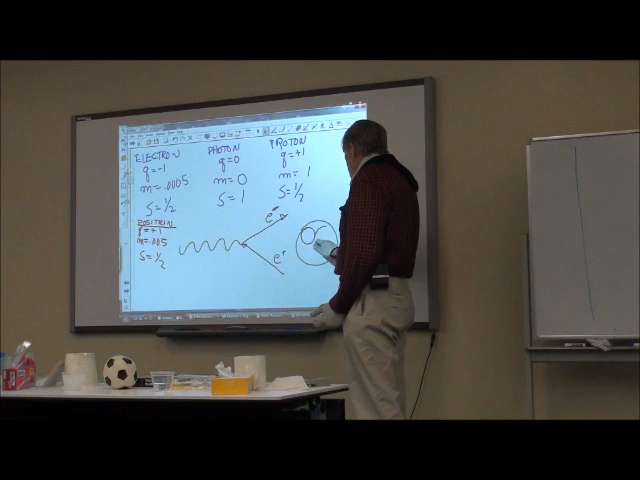 ELECTRON
q=-1
m=.0005
S=1/2
PHOTON
q=0
m=0
S=1
PROTON
q=+1
m=1
S=1/2
POSITRON
q=+1
m=.005
S=1/2
e⁻
e⁺